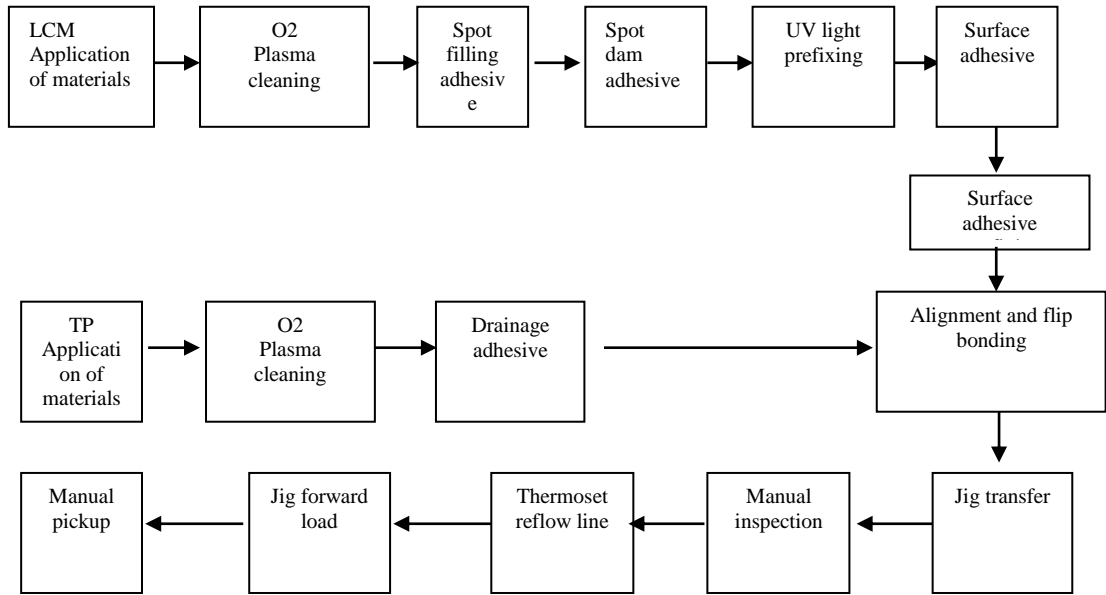 LCM
Application
of materials
O2
Plasma
cleaning
Spot
filling
adhesiv
e
Spot
dam
adhesive
UV light
prefixing
Surface
adhesive
Surface
adhesive
TP
Applicati
on of
materials
O2
Plasma
cleaning
Drainage
adhesive
Alignment and flip
bonding
Manual
pickup
Jig forward
load
Thermoset
reflow line
Manual
inspection
Jig transfer